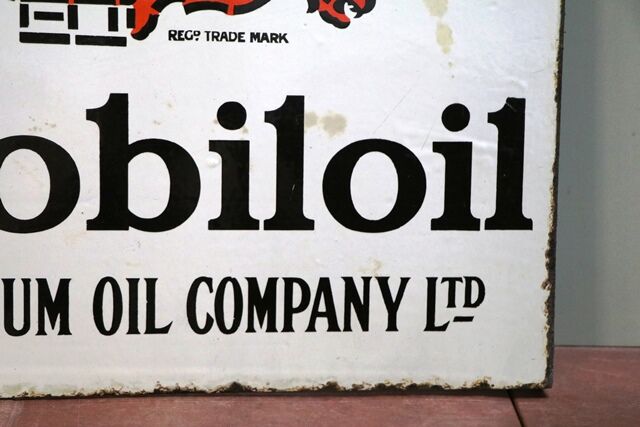 REGD TRADE MARK
obiloil
UM OIL COMPANY LTD